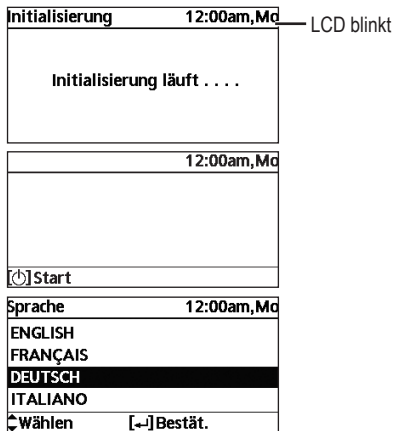 Initialisierung 12:00am,Mo
LCD blinkt
Initialisierung läuft . . . .
12:00am,Mo
[⏻]Start
Sprache 12:00am,Mo
ENGLISH
FRANÇAIS
DEUTSCH
ITALIANO
Wählen [↵]Bestät.